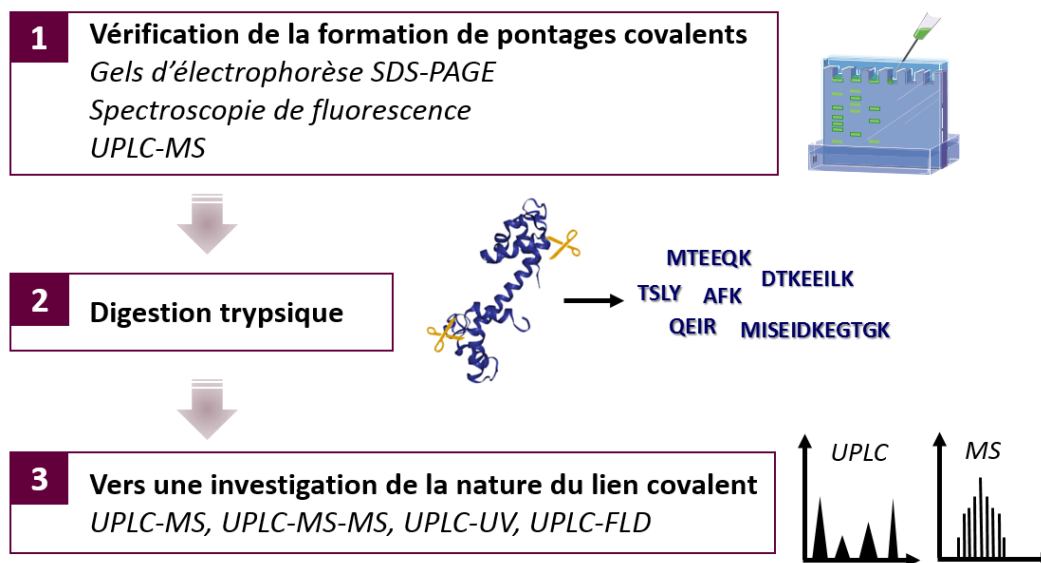 1
Vérification de la formation de pontages covalents
Gels d'électrophorèse SDS-PAGE
Spectroscopie de fluorescence
UPLC-MS
2
Digestion trypsique
MTEEQK
DTKEEILK
TSLY
AFK
QEIR
MISEIDKEGTGK
3
Vers une investigation de la nature du lien covalent
UPLC-MS, UPLC-MS-MS, UPLC-UV, UPLC-FLD
UPLC
MS